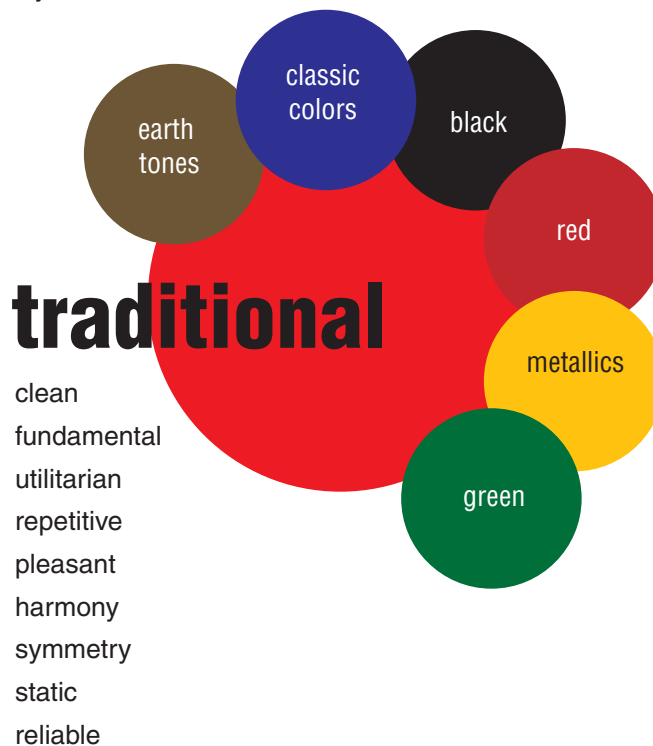 earth
tones
classic
colors
black
red
metallics
green
traditional
clean
fundamental
utilitarian
repetitive
pleasant
harmony
symmetry
static
reliable